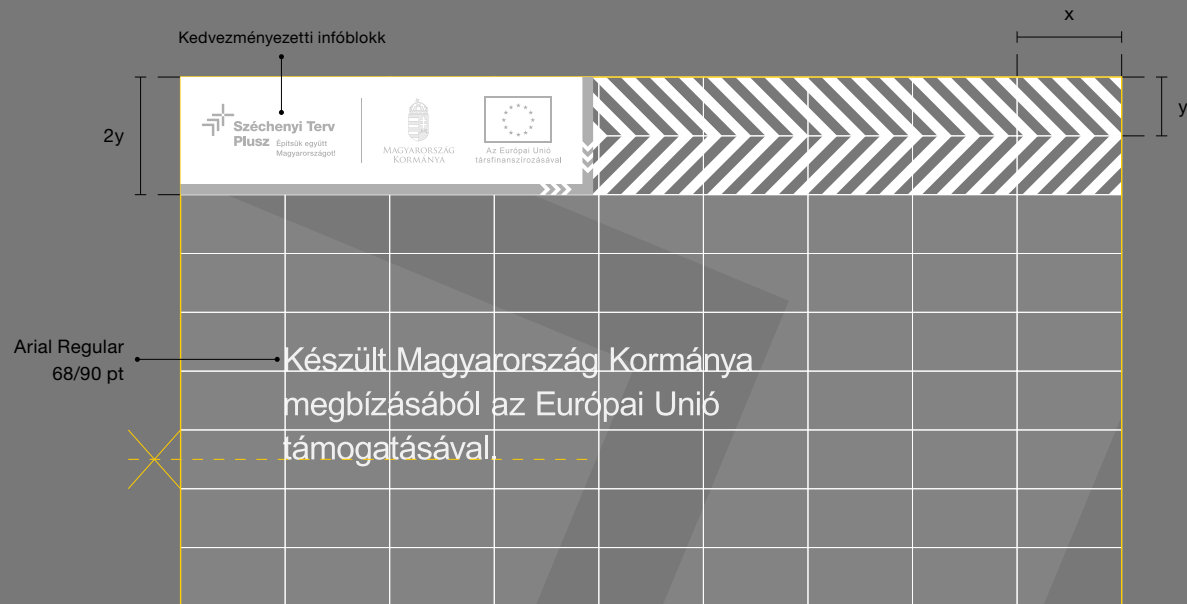 x
Kedvezményezetti infóblokk
2y
y
Széchenyi Terv
Plusz Építsük együtt
Magyarországot!
MAGYARORSZÁG
KORMÁNYA
Az Európai Unió
társfinanszírozásával
Arial Regular
68/90 pt
Készült Magyarország Kormánya
megbízásából az Európai Unió
támogatásával.